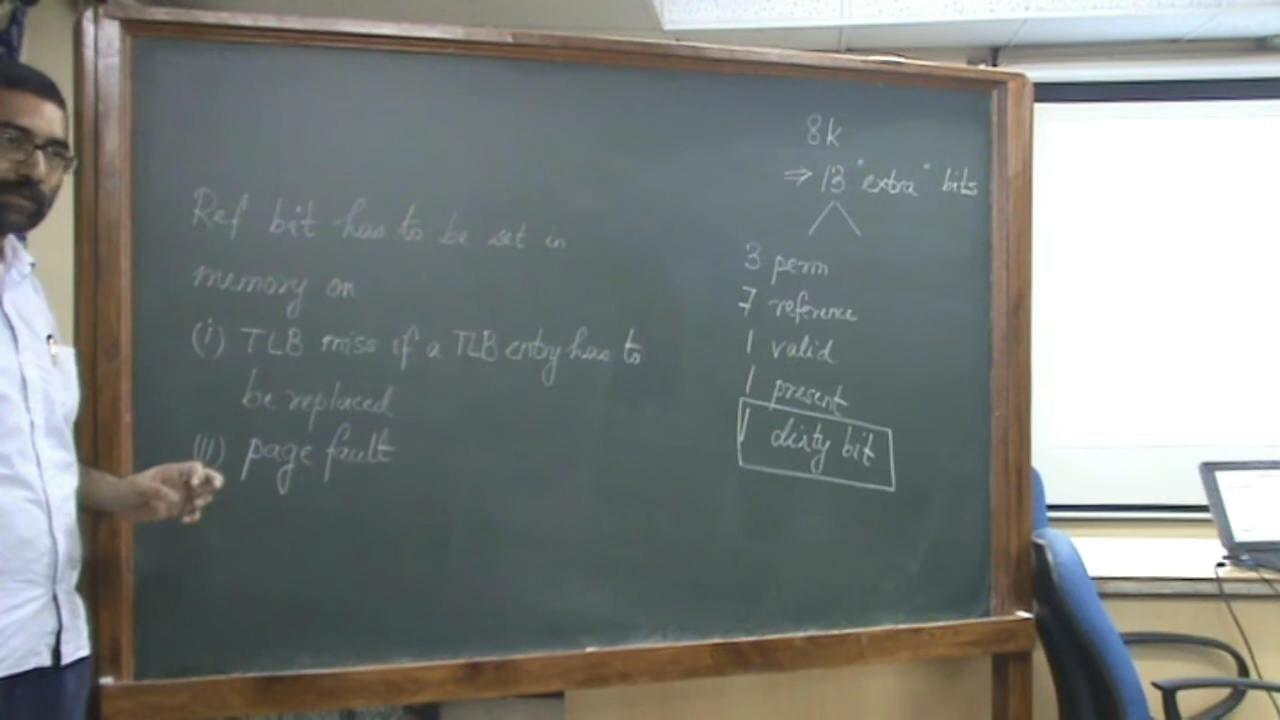 Ref bit has to be set in
memory on
(i) TLB miss if a TLB entry has to
be replaced
(ii) page fault
8k
⇒ 13 "extra" bits
3 perm
7 reference
1 valid
1 present
1 dirty bit